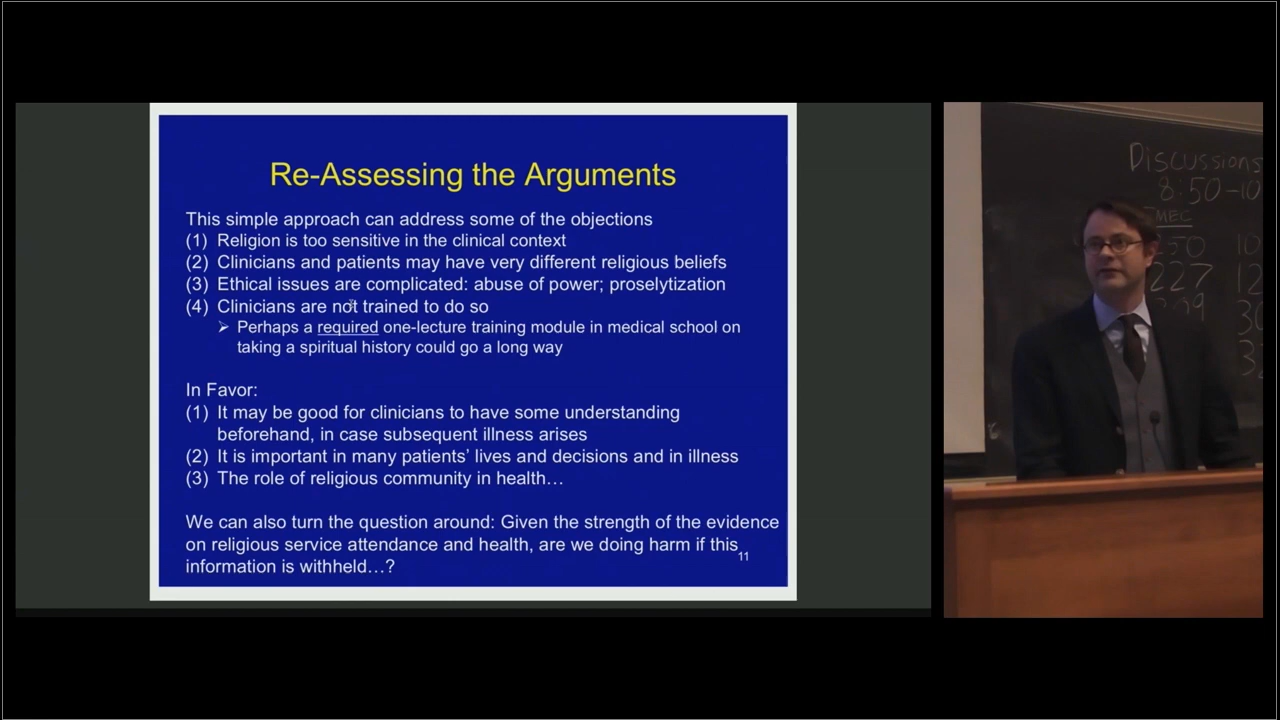 Re-Assessing the Arguments
This simple approach can address some of the objections
(1) Religion is too sensitive in the clinical context
(2) Clinicians and patients may have very different religious beliefs
(3) Ethical issues are complicated: abuse of power; proselytization
(4) Clinicians are not trained to do so
➢ Perhaps a required one-lecture training module in medical school on
taking a spiritual history could go a long way
In Favor:
(1) It may be good for clinicians to have some understanding
beforehand, in case subsequent illness arises
(2) It is important in many patients' lives and decisions and in illness
(3) The role of religious community in health…
We can also turn the question around: Given the strength of the evidence
on religious service attendance and health, are we doing harm if this
information is withheld…?
11
Discussions
8:50-10
MEC
227